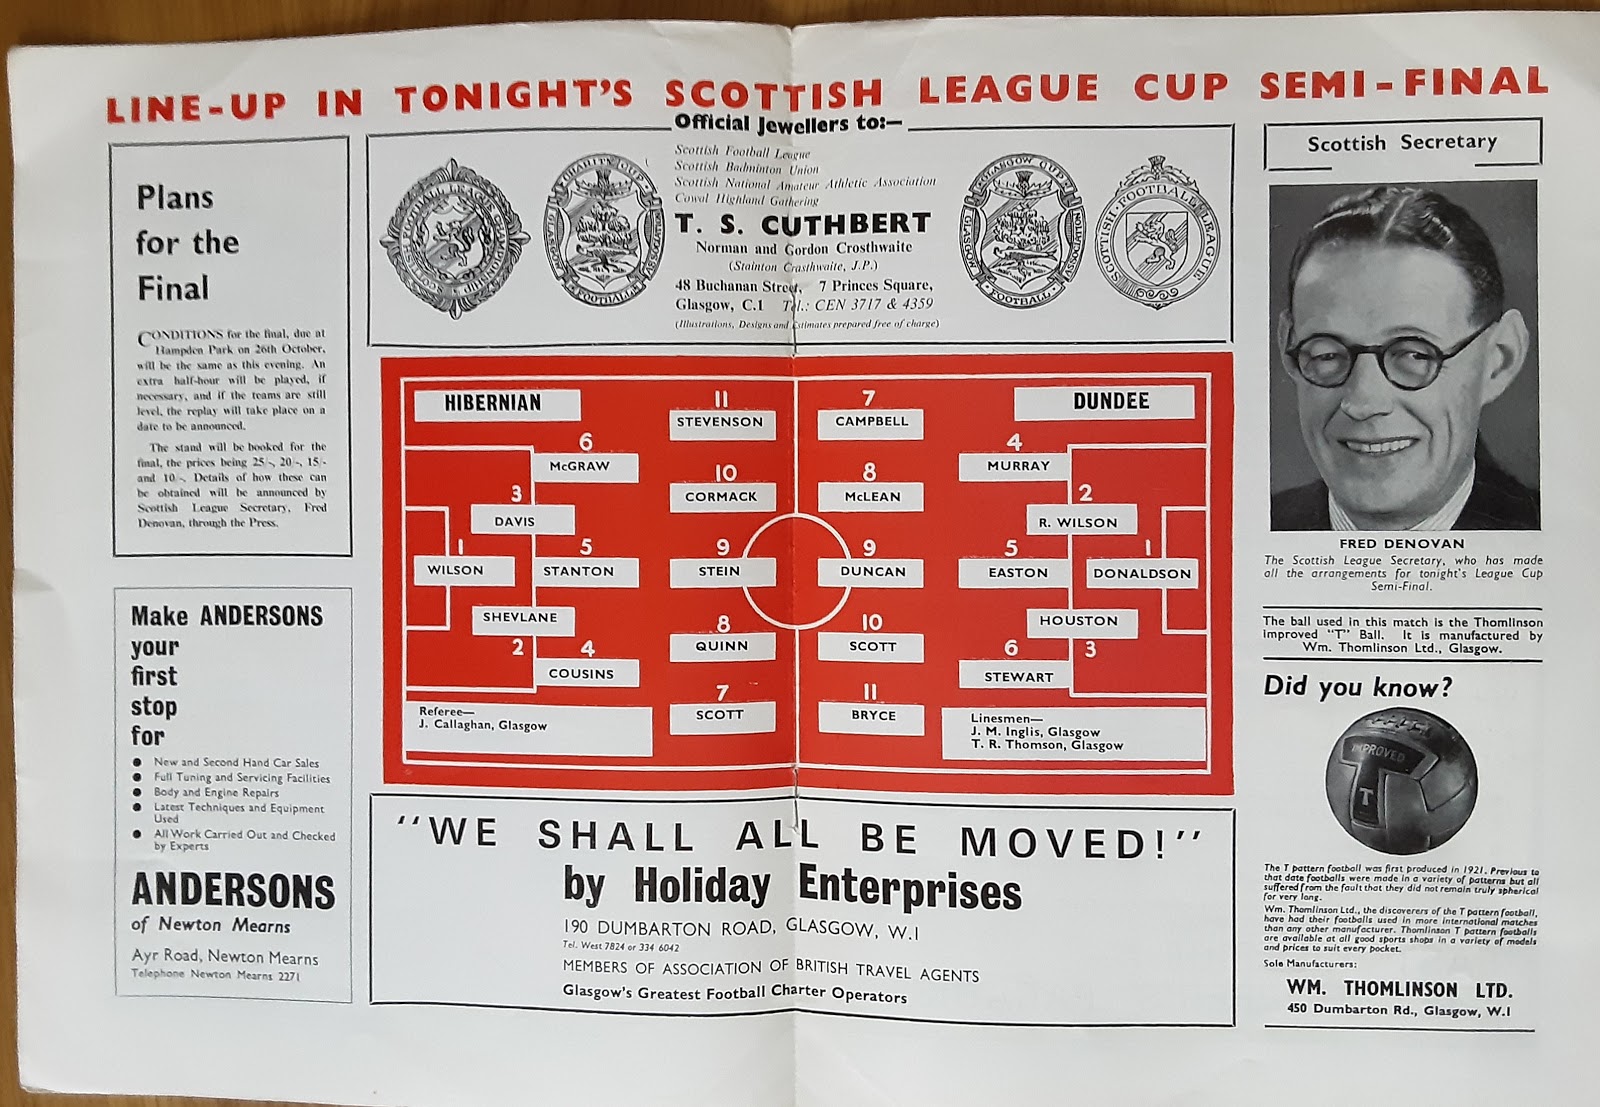 LINE-UP IN TONIGHT'S SCOTTISH LEAGUE CUP SEMI-FINAL
Plans
for the
Final
CONDITIONS for the final, due at
Hampden Park on 26th October,
will be the same as this evening. An
extra half-hour will be played, if
necessary, and if the teams are still
level, the replay will take place on a
date to be announced.
The stand will be booked for the
final, the prices being 25/-, 20/-, 15/-
and 10/-. Details of how these can
be obtained will be announced by
Scottish League Secretary, Fred
Denovan, through the Press.
Make ANDERSONS
your
first
stop
for
● New and Second Hand Car Sales
● Full Tuning and Servicing Facilities
● Body and Engine Repairs
● Latest Techniques and Equipment
Used
● All Work Carried Out and Checked
by Experts
ANDERSONS
of Newton Mearns
Ayr Road, Newton Mearns
Telephone Newton Mearns 2271
Official Jewellers to:—
Scottish Football League
Scottish Badminton Union
Scottish National Amateur Athletic Association
Cowal Highland Gathering
T. S. CUTHBERT
Norman and Gordon Crosthwaite
(Stainton Crosthwaite, J.P.)
48 Buchanan Street, 7 Princes Square,
Glasgow, C.1 Tel.: CEN 3717 & 4359
(Illustrations, Designs and Estimates prepared free of charge)
SCOTTISH FOOTBALL LEAGUE CHAMPIONSHIP
CHARITY CUP
GLASGOW
FOOTBALL
ASSOCIATION
GLASGOW CUP
GLASGOW
FOOTBALL
ASSOCIATION
SCOTTISH FOOTBALL LEAGUE
HIBERNIAN
1
WILSON
3
DAVIS
SHEVLANE
2
6
McGRAW
5
STANTON
4
COUSINS
11
STEVENSON
10
CORMACK
9
STEIN
8
QUINN
7
SCOTT
Referee—
J. Callaghan, Glasgow
DUNDEE
7
CAMPBELL
8
McLEAN
9
DUNCAN
10
SCOTT
11
BRYCE
4
MURRAY
5
EASTON
6
STEWART
2
R. WILSON
HOUSTON
3
1
DONALDSON
Linesmen—
J. M. Inglis, Glasgow
T. R. Thomson, Glasgow
"WE SHALL ALL BE MOVED!"
by Holiday Enterprises
190 DUMBARTON ROAD, GLASGOW, W.1
Tel. West 7824 or 334 6042
MEMBERS OF ASSOCIATION OF BRITISH TRAVEL AGENTS
Glasgow's Greatest Football Charter Operators
Scottish Secretary
FRED DENOVAN
The Scottish League Secretary, who has made
all the arrangements for tonight's League Cup
Semi-Final.
The ball used in this match is the Thomlinson
improved "T" Ball. It is manufactured by
Wm. Thomlinson Ltd., Glasgow.
Did you know?
IMPROVED
T
The T pattern football was first produced in 1921. Previous to
that date footballs were made in a variety of patterns but all
suffered from the fault that they did not remain truly spherical
for very long.
Wm. Thomlinson Ltd., the discoverers of the T pattern football,
have had their footballs used in more international matches
than any other manufacturer. Thomlinson T pattern footballs
are available at all good sports shops in a variety of models
and prices to suit every pocket.
Sole Manufacturers:
WM. THOMLINSON LTD.
450 Dumbarton Rd., Glasgow, W.1